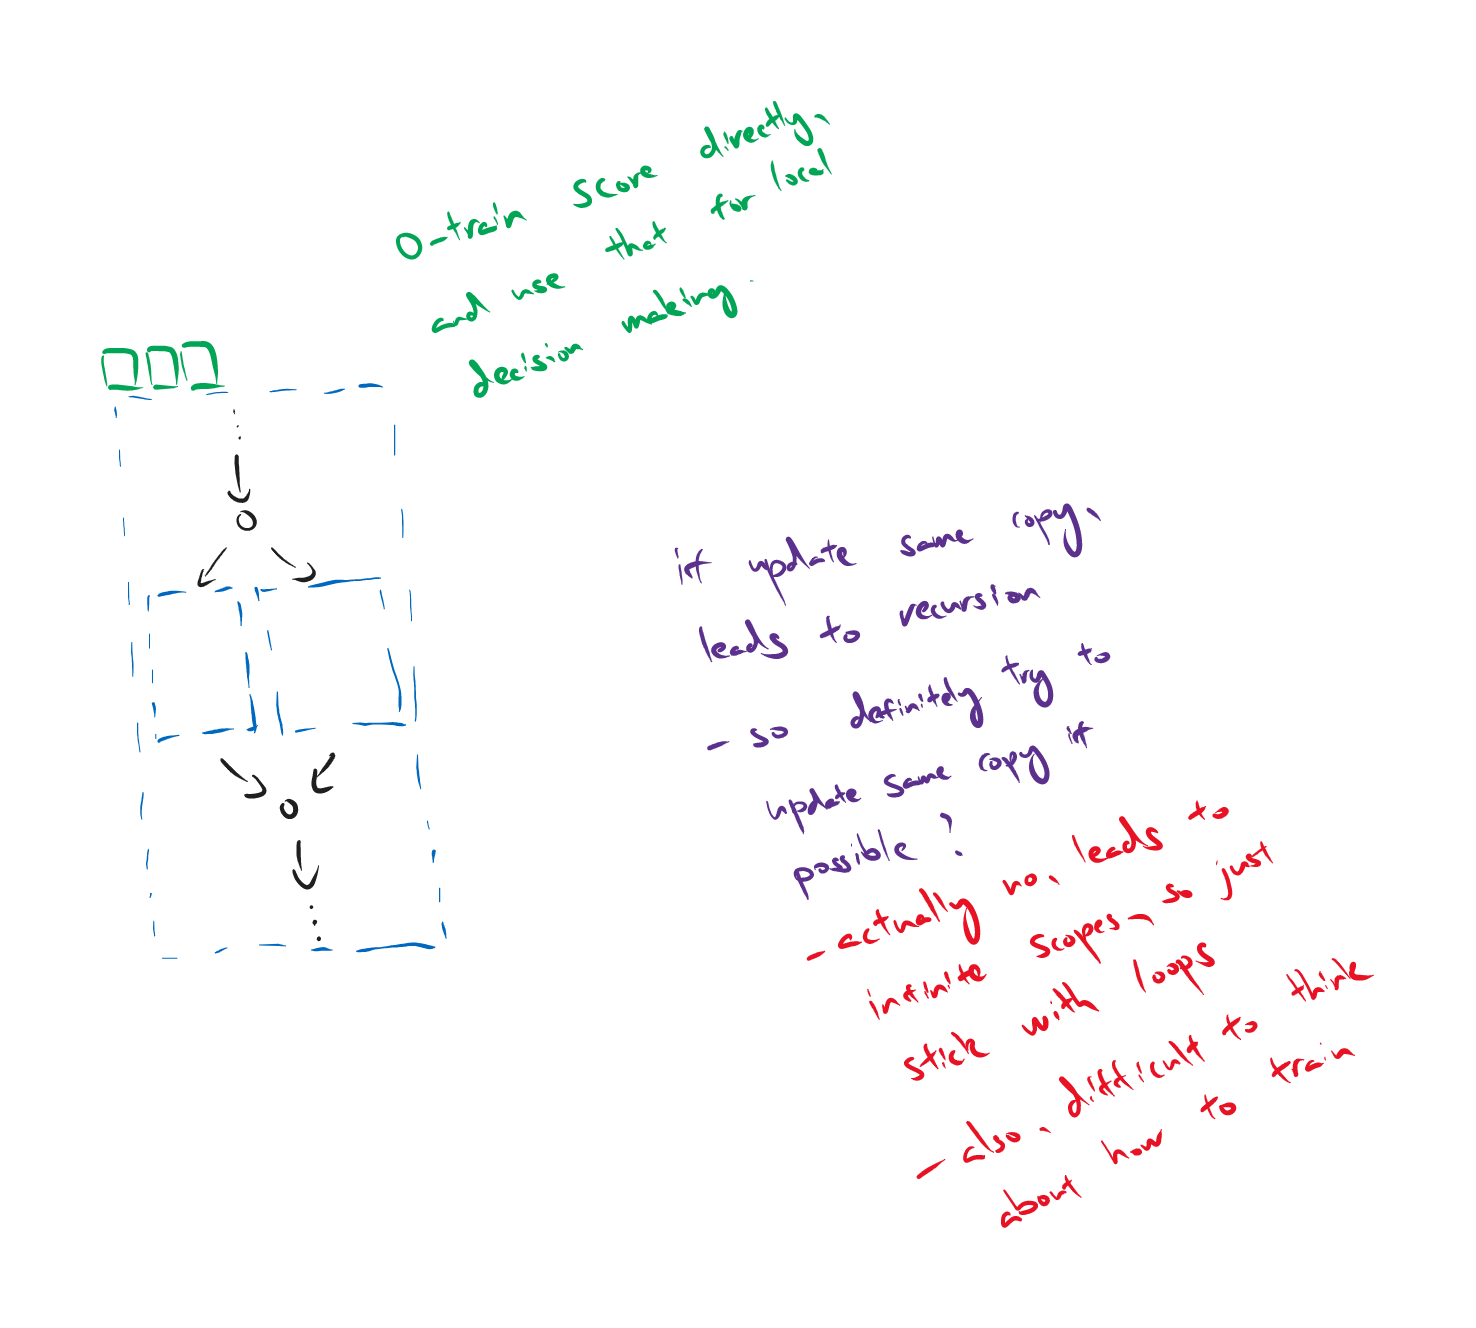 0-train score directly,
and use that for local
decision making.
if update same copy,
leads to recursion
- so definitely try to
update same copy if
possible?
- actually no, leads to
infinite scopes, so just
stick with loops
- also, difficult to think
about how to train